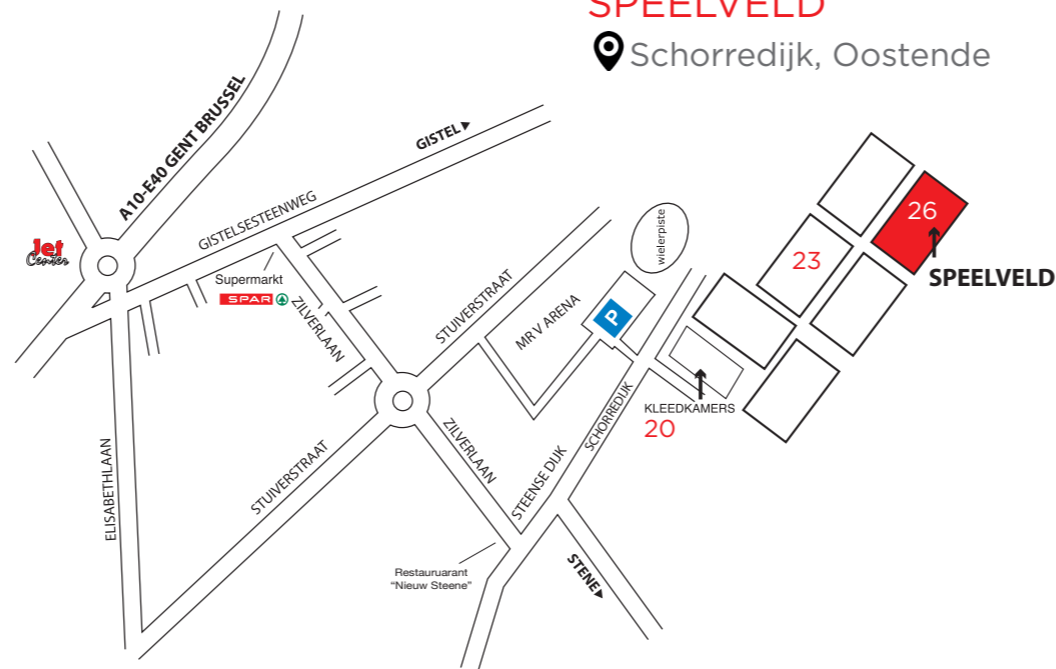 SPEELVELD
Schorredijk, Oostende
A10-E40 GENT BRUSSEL
GISTEL
GISTELSESTEENWEG
Jet
Center
Supermarkt
SPAR
ZILVERLAAN
STUIVERSTRAAT
MR V ARENA
P
wielerpiste
26
23
SPEELVELD
KLEEDKAMERS
20
SCHORREDIJK
STEENSE DIJK
ZILVERLAAN
STUIVERSTRAAT
ELISABETHLAAN
Restauruarant
“Nieuw Steene”
STENE